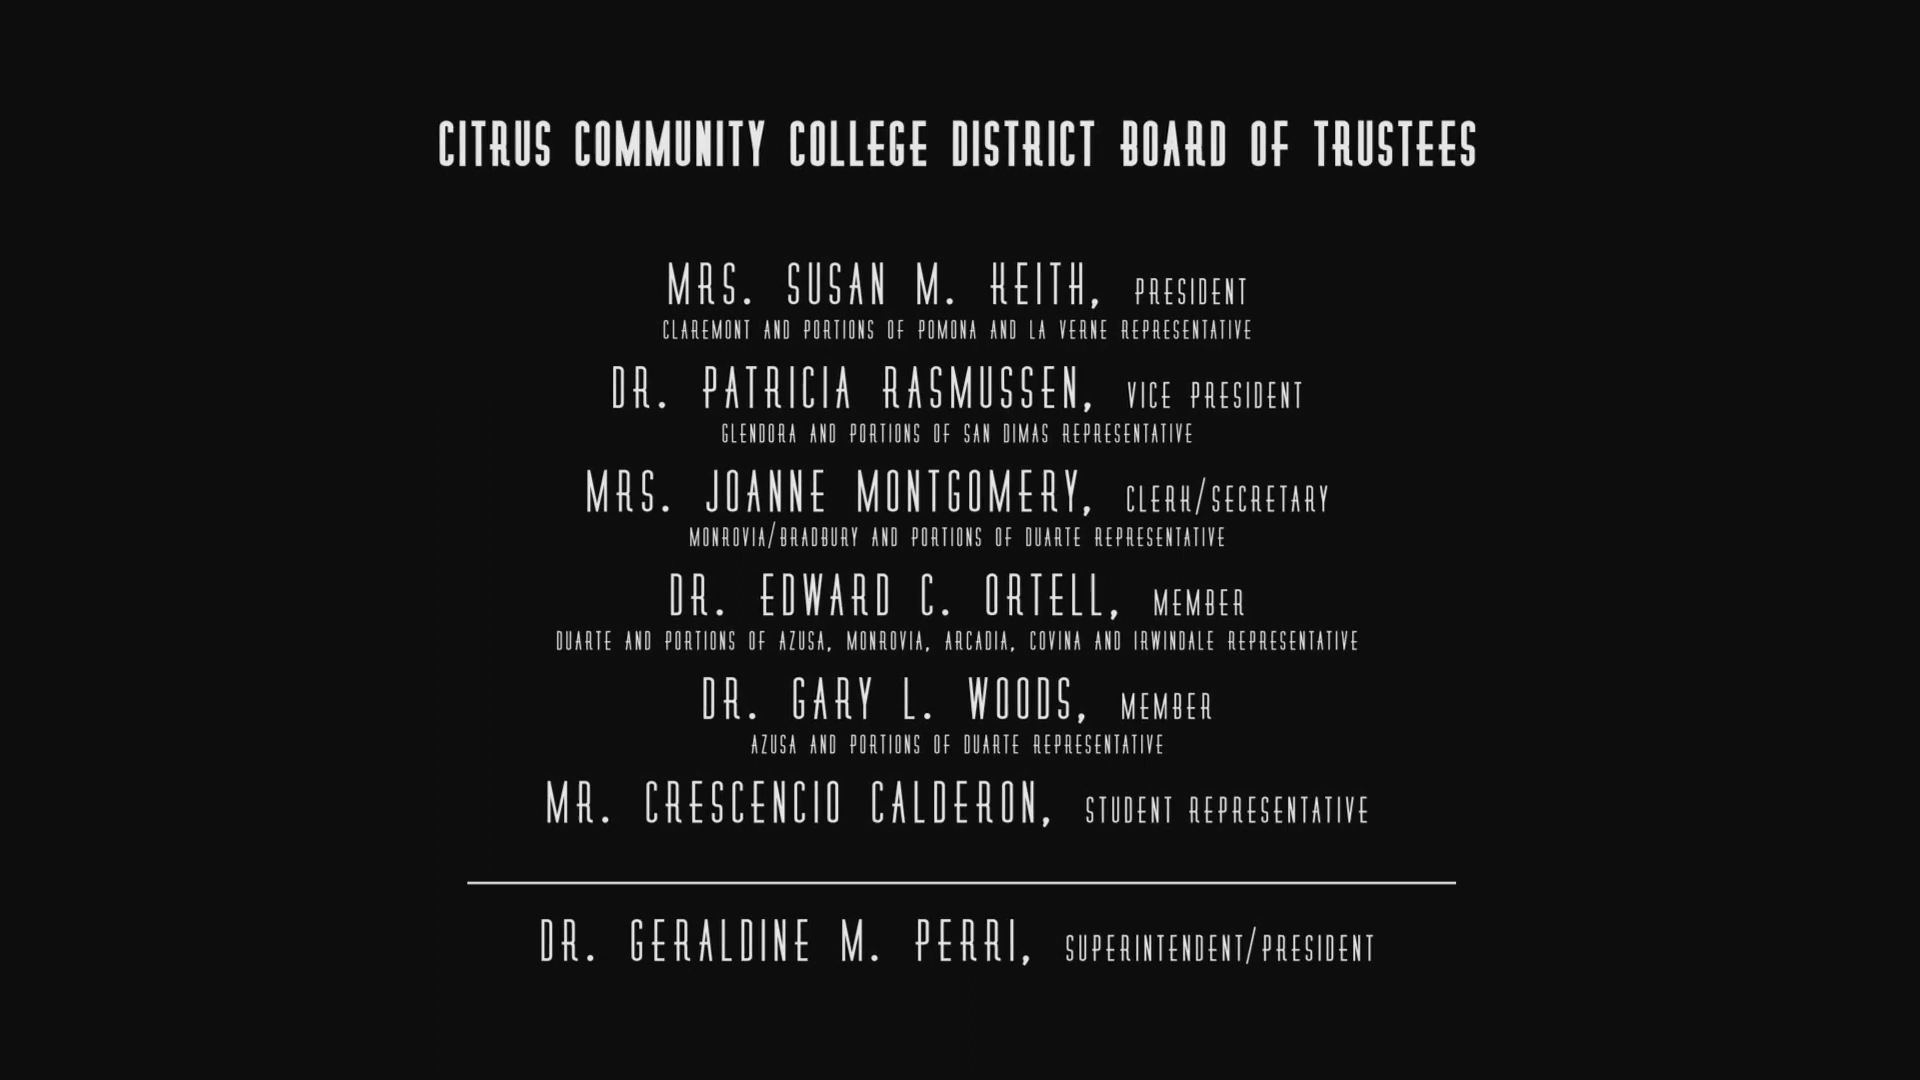 CITRUS COMMUNITY COLLEGE DISTRICT BOARD OF TRUSTEES
MRS. SUSAN M. KEITH, PRESIDENT
CLAREMONT AND PORTIONS OF POMONA AND LA VERNE REPRESENTATIVE
DR. PATRICIA RASMUSSEN, VICE PRESIDENT
GLENDORA AND PORTIONS OF SAN DIMAS REPRESENTATIVE
MRS. JOANNE MONTGOMERY, CLERK/SECRETARY
MONROVIA/BRADBURY AND PORTIONS OF DUARTE REPRESENTATIVE
DR. EDWARD C. ORTELL, MEMBER
DUARTE AND PORTIONS OF AZUSA, MONROVIA, ARCADIA, COVINA AND IRWINDALE REPRESENTATIVE
DR. GARY L. WOODS, MEMBER
AZUSA AND PORTIONS OF DUARTE REPRESENTATIVE
MR. CRESCENCIO CALDERON, STUDENT REPRESENTATIVE
DR. GERALDINE M. PERRI, SUPERINTENDENT/PRESIDENT